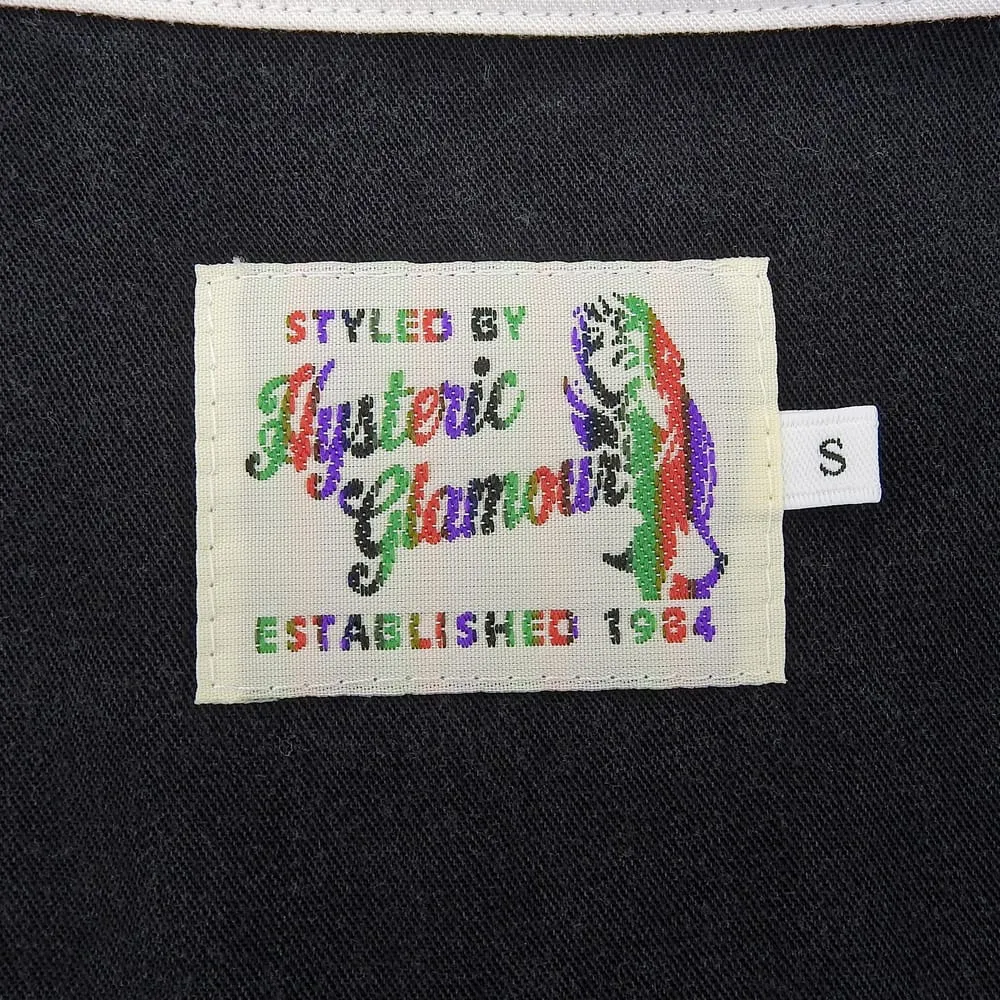 STYLED BY
Hysteric
Glamour
S
ESTABLISHED 1984